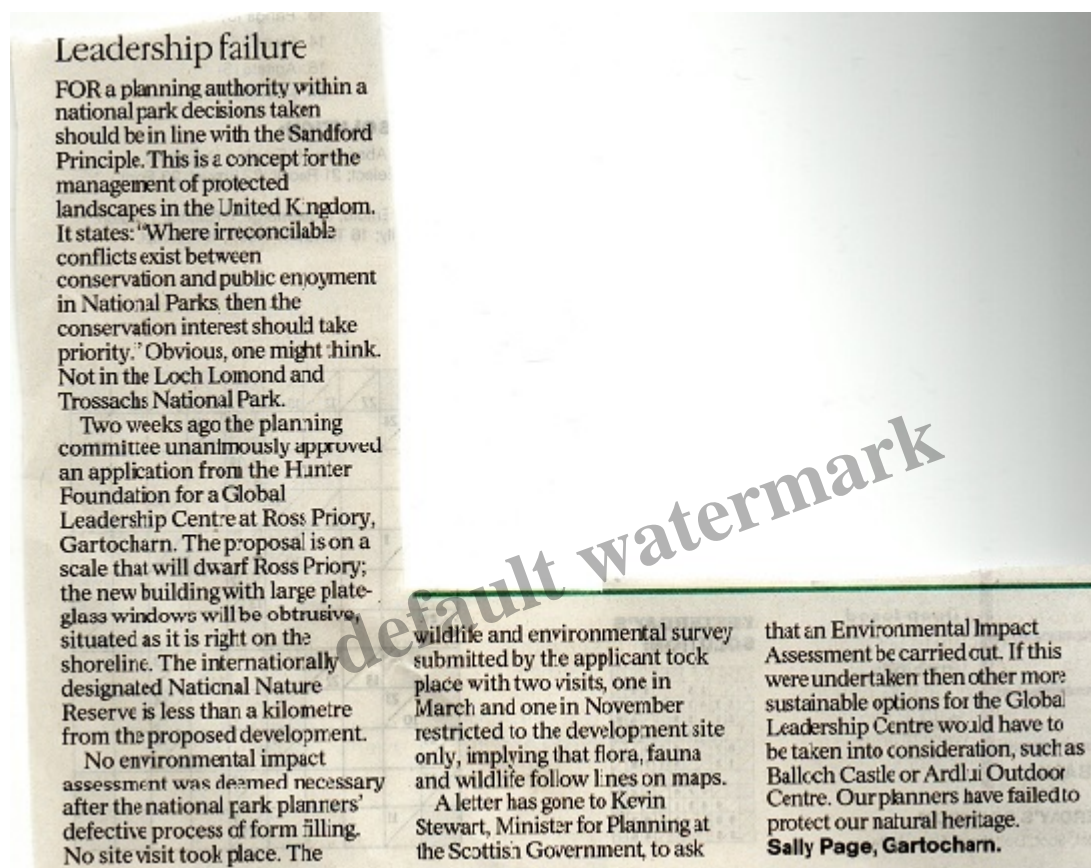 Leadership failure
FOR a planning authority within a
national park decisions taken
should be in line with the Sandford
Principle. This is a concept for the
management of protected
landscapes in the United Kingdom.
It states: "Where irreconcilable
conflicts exist between
conservation and public enjoyment
in National Parks, then the
conservation interest should take
priority." Obvious, one might think.
Not in the Loch Lomond and
Trossachs National Park.
Two weeks ago the planning
committee unanimously approved
an application from the Hunter
Foundation for a Global
Leadership Centre at Ross Priory,
Gartocharn. The proposal is on a
scale that will dwarf Ross Priory;
the new building with large plate-
glass windows will be obtrusive,
situated as it is right on the
shoreline. The internationally
designated National Nature
Reserve is less than a kilometre
from the proposed development.
No environmental impact
assessment was deemed necessary
after the national park planners'
defective process of form filling.
No site visit took place. The
wildlife and environmental survey
submitted by the applicant took
place with two visits, one in
March and one in November
restricted to the development site
only, implying that flora, fauna
and wildlife follow lines on maps.
A letter has gone to Kevin
Stewart, Minister for Planning at
the Scottish Government, to ask
that an Environmental Impact
Assessment be carried out. If this
were undertaken then other more
sustainable options for the Global
Leadership Centre would have to
be taken into consideration, such as
Balloch Castle or Ardlui Outdoor
Centre. Our planners have failed to
protect our natural heritage.
Sally Page, Gartocharn.
default watermark